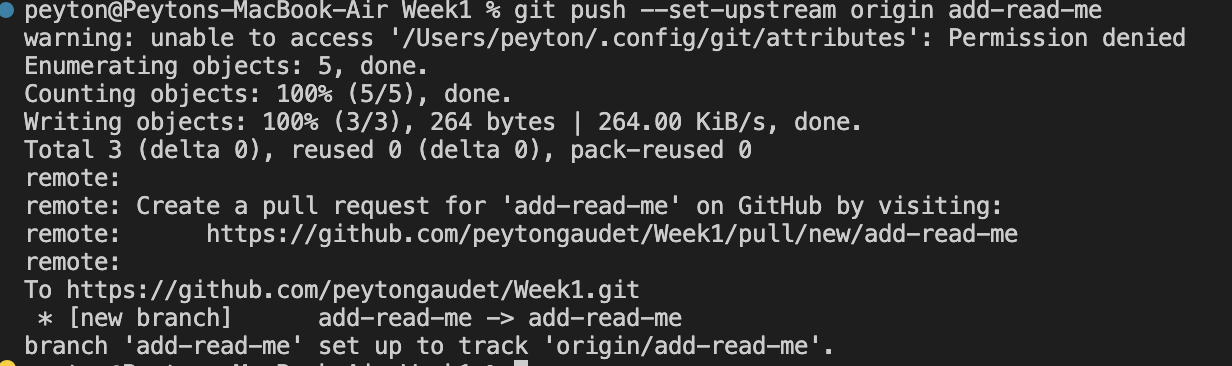 peyton@Peytons-MacBook-Air Week1 % git push --set-upstream origin add-read-me
warning: unable to access '/Users/peyton/.config/git/attributes': Permission denied
Enumerating objects: 5, done.
Counting objects: 100% (5/5), done.
Writing objects: 100% (3/3), 264 bytes | 264.00 KiB/s, done.
Total 3 (delta 0), reused 0 (delta 0), pack-reused 0
remote:
remote: Create a pull request for 'add-read-me' on GitHub by visiting:
remote:      https://github.com/peytongaudet/Week1/pull/new/add-read-me
remote:
To https://github.com/peytongaudet/Week1.git
 * [new branch]      add-read-me -> add-read-me
branch 'add-read-me' set up to track 'origin/add-read-me'.